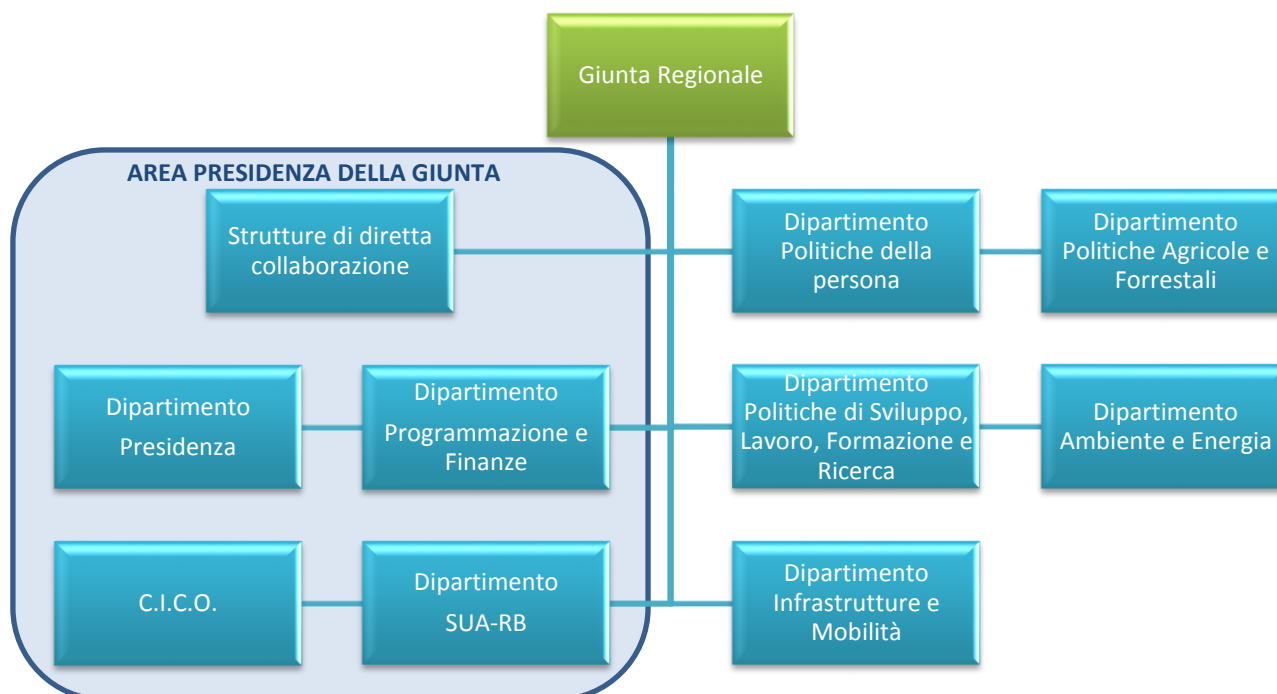 Giunta Regionale
AREA PRESIDENZA DELLA GIUNTA
Strutture di diretta
collaborazione
Dipartimento
Politiche della
persona
Dipartimento
Politiche Agricole e
Forrestali
Dipartimento
Presidenza
Dipartimento
Programmazione e
Finanze
Dipartimento
Politiche di Sviluppo,
Lavoro, Formazione e
Ricerca
Dipartimento
Ambiente e Energia
C.I.C.O.
Dipartimento
SUA-RB
Dipartimento
Infrastrutture e
Mobilità